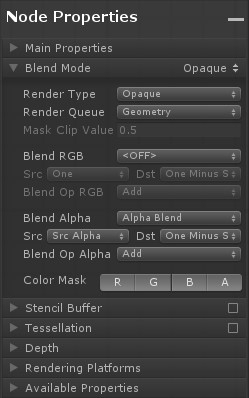 Node Properties
Main Properties
Blend Mode Opaque
Render Type Opaque
Render Queue Geometry
Mask Clip Value 0.5
Blend RGB <OFF>
Src One Dst One Minus S
Blend Op RGB Add
Blend Alpha Alpha Blend
Src Src Alpha Dst One Minus S
Blend Op Alpha Add
Color Mask R G B A
Stencil Buffer
Tessellation
Depth
Rendering Platforms
Available Properties